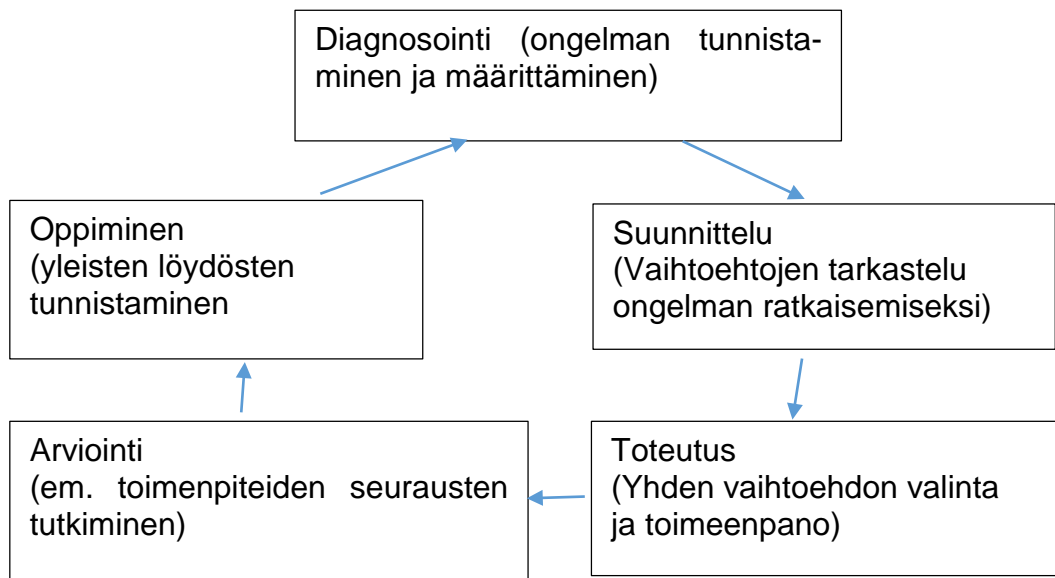 Diagnosointi (ongelman tunnista-
minen ja määrittäminen)
Oppiminen
(yleisten löydösten
tunnistaminen
Suunnittelu
(Vaihtoehtojen tarkastelu
ongelman ratkaisemiseksi)
Arviointi
(em. toimenpiteiden seurausten
tutkiminen)
Toteutus
(Yhden vaihtoehdon valinta
ja toimeenpano)